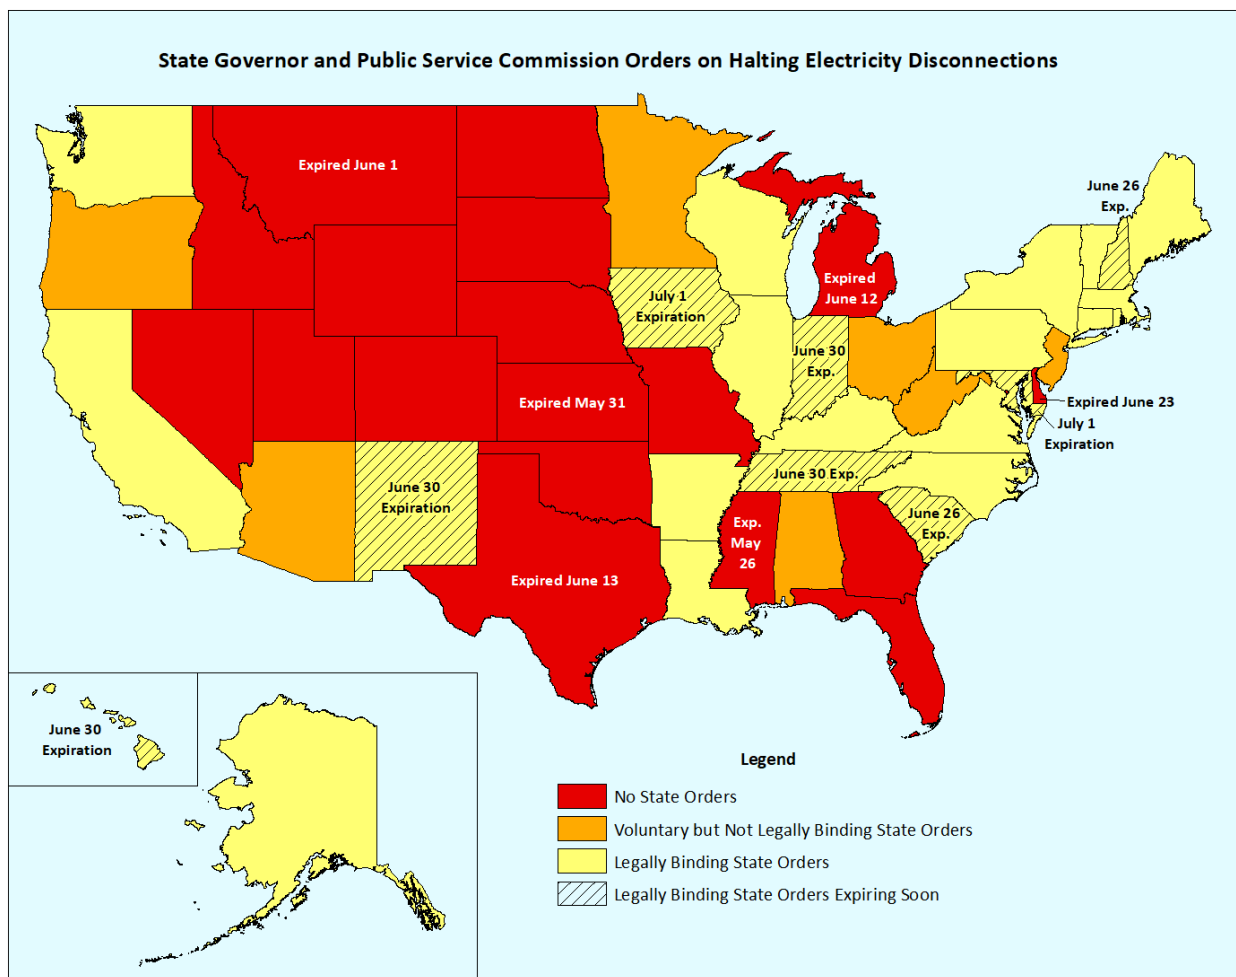 State Governor and Public Service Commission Orders on Halting Electricity Disconnections
Expired June 1
June 26
Exp.
Expired
June 12
July 1
Expiration
June 30
Exp.
Expired May 31
Expired June 23
July 1
Expiration
June 30 Exp.
June 30
Expiration
June 26
Exp.
Exp.
May
26
Expired June 13
June 30
Expiration
Legend
No State Orders
Voluntary but Not Legally Binding State Orders
Legally Binding State Orders
Legally Binding State Orders Expiring Soon